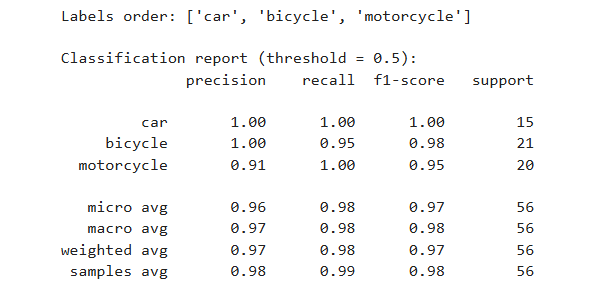 Labels order: ['car', 'bicycle', 'motorcycle']
Classification report (threshold = 0.5):
precision recall f1-score support
car 1.00 1.00 1.00 15
bicycle 1.00 0.95 0.98 21
motorcycle 0.91 1.00 0.95 20
micro avg 0.96 0.98 0.97 56
macro avg 0.97 0.98 0.98 56
weighted avg 0.97 0.98 0.97 56
samples avg 0.98 0.99 0.98 56